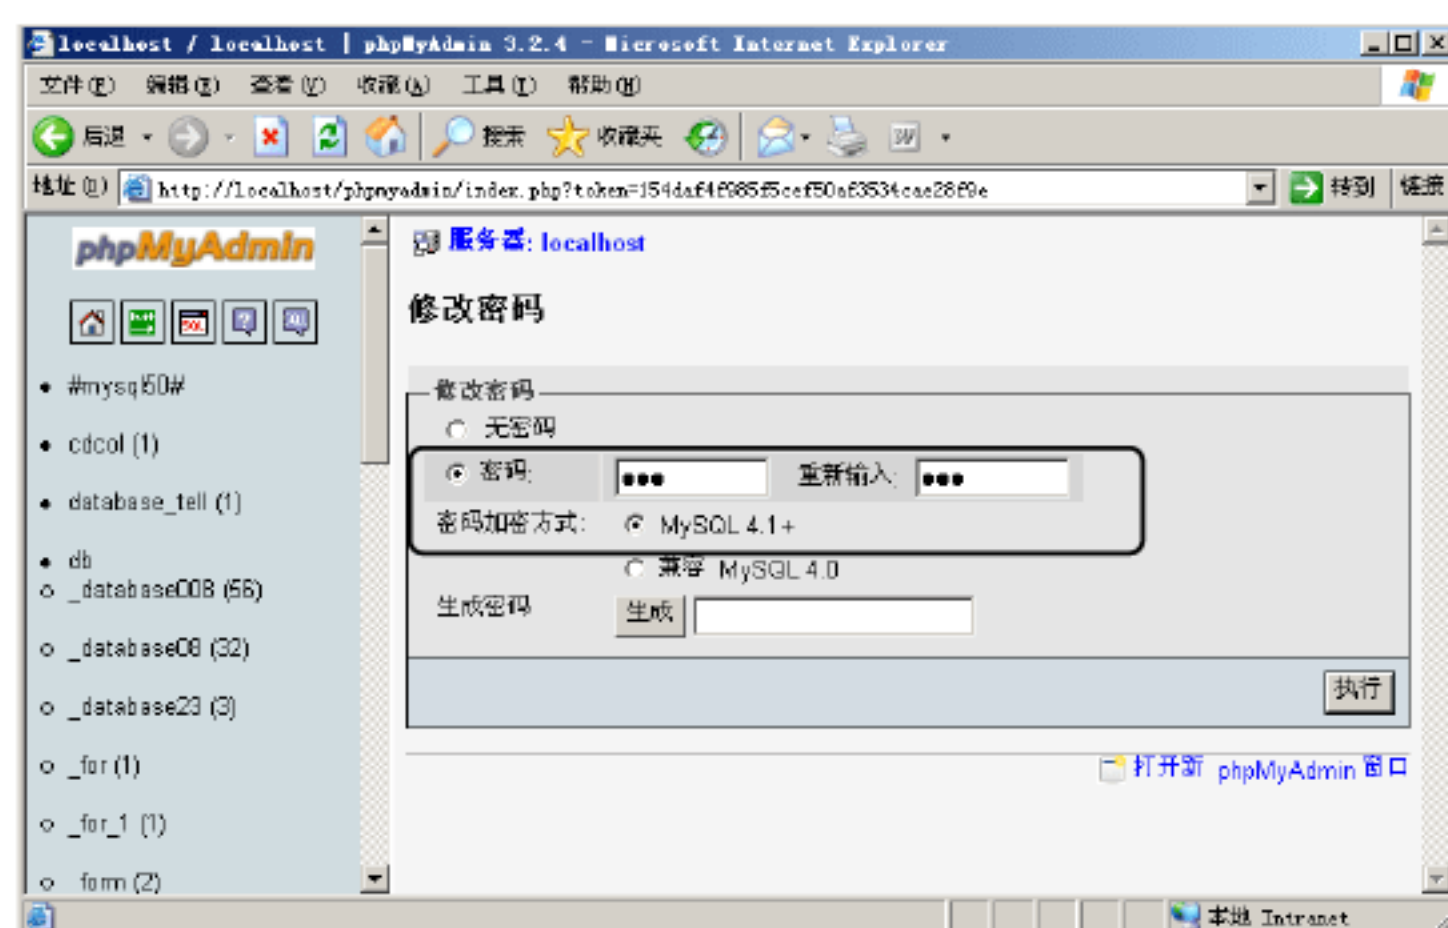 localhost / localhost | phpMyAdmin 3.2.4 - Microsoft Internet Explorer
文件(F) 编辑(E) 查看(V) 收藏(A) 工具(T) 帮助(H)
后退 搜索 收藏夹
地址(D) http://localhost/phpmyadmin/index.php?token=154daf4f985f5cef50af3534cae28f9e 转到 链接
phpMyAdmin
服务器: localhost
修改密码
SQL
#mysql50#
cdcol (1)
database_tell (1)
db
_database008 (56)
_database08 (32)
_database23 (3)
_for (1)
_for_1 (1)
form (2)
修改密码
无密码
密码: ●●● 重新输入: ●●●
密码加密方式: MySQL 4.1+
兼容 MySQL 4.0
生成密码 生成
执行
打开新 phpMyAdmin 窗口
本地 Intranet